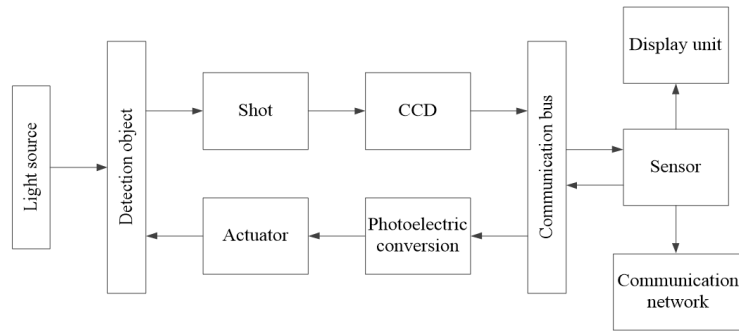 Light source
Detection object
Shot
CCD
Actuator
Photoelectric
conversion
Communication bus
Display unit
Sensor
Communication
network